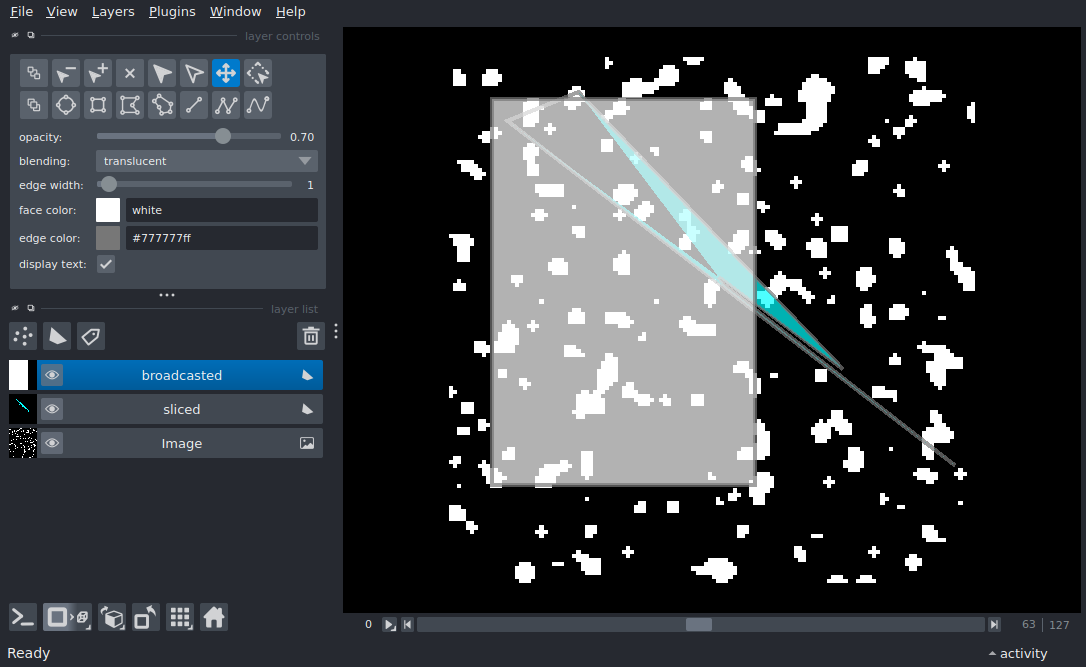 File View Layers Plugins Window Help
layer controls
opacity: 0.70
blending: translucent
edge width: 1
face color: white
edge color: #777777ff
display text:
layer list
broadcasted
sliced
Image
0 63 127
Ready activity